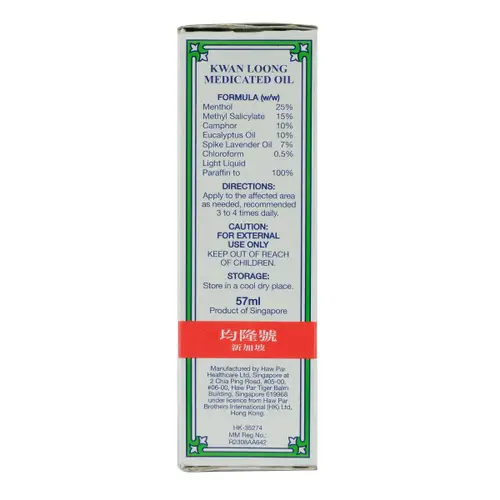 KWAN LOONG
MEDICATED OIL
FORMULA (w/w)
Menthol 25%
Methyl Salicylate 15%
Camphor 10%
Eucalyptus Oil 10%
Spike Lavender Oil 7%
Chloroform 0.5%
Light Liquid
Paraffin to 100%
DIRECTIONS:
Apply to the affected area
as needed, recommended
3 to 4 times daily.
CAUTION:
FOR EXTERNAL
USE ONLY
KEEP OUT OF REACH
OF CHILDREN.
STORAGE:
Store in a cool dry place.
57ml
Product of Singapore
均隆號
新加坡
Manufactured by Haw Par
Healthcare Ltd, Singapore at
2 Chia Ping Road, #05-00,
#06-00, Haw Par Tiger Balm
Building, Singapore 619968
under licence from Haw Par
Brothers International (HK) Ltd,
Hong Kong.
HK-35274
MM Reg No.:
R2306AA642